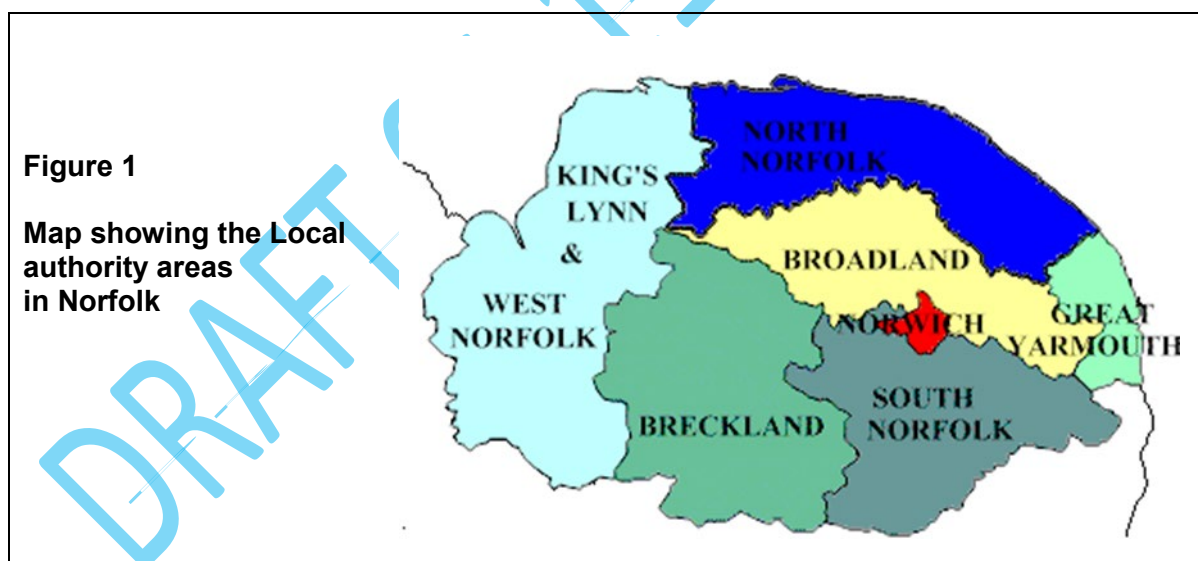 Figure 1
Map showing the Local
authority areas
in Norfolk
NORTH
NORFOLK
KING'S
LYNN
&
WEST
NORFOLK
BROADLAND
NORWICH
GREAT
YARMOUTH
BRECKLAND
SOUTH
NORFOLK
DRAFT